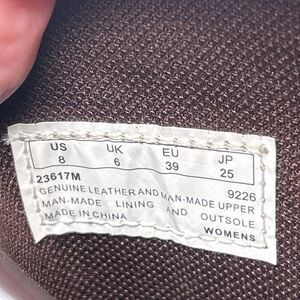 US UK EU JP
8 6 39 25
23617M 9226
GENUINE LEATHER AND MAN-MADE UPPER
MAN-MADE LINING AND OUTSOLE
MADE IN CHINA WOMENS